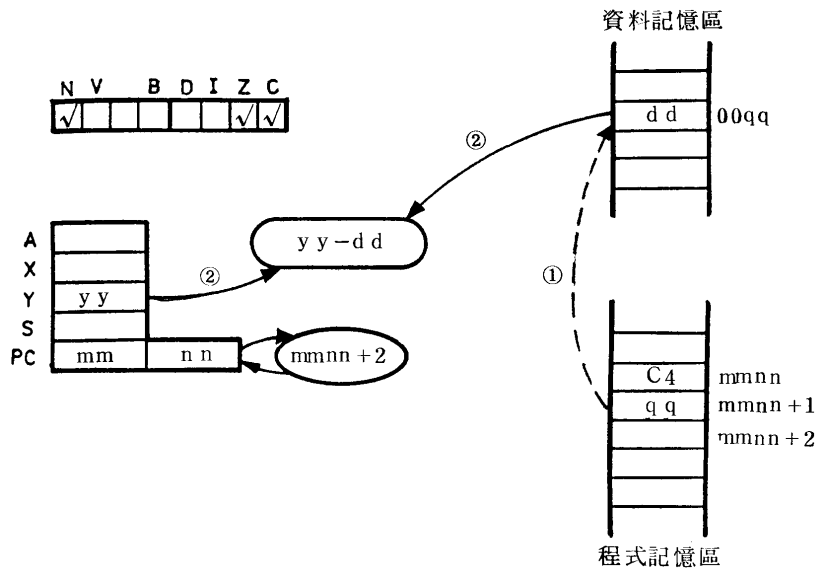 資料記憶區
N V B D I Z C
√ √ √
d d 00qq
②
y y − d d
A
X
②
①
Y y y
S
PC mm n n mmnn + 2
C4 mmnn
q q mmnn + 1
mmnn + 2
程式記憶區